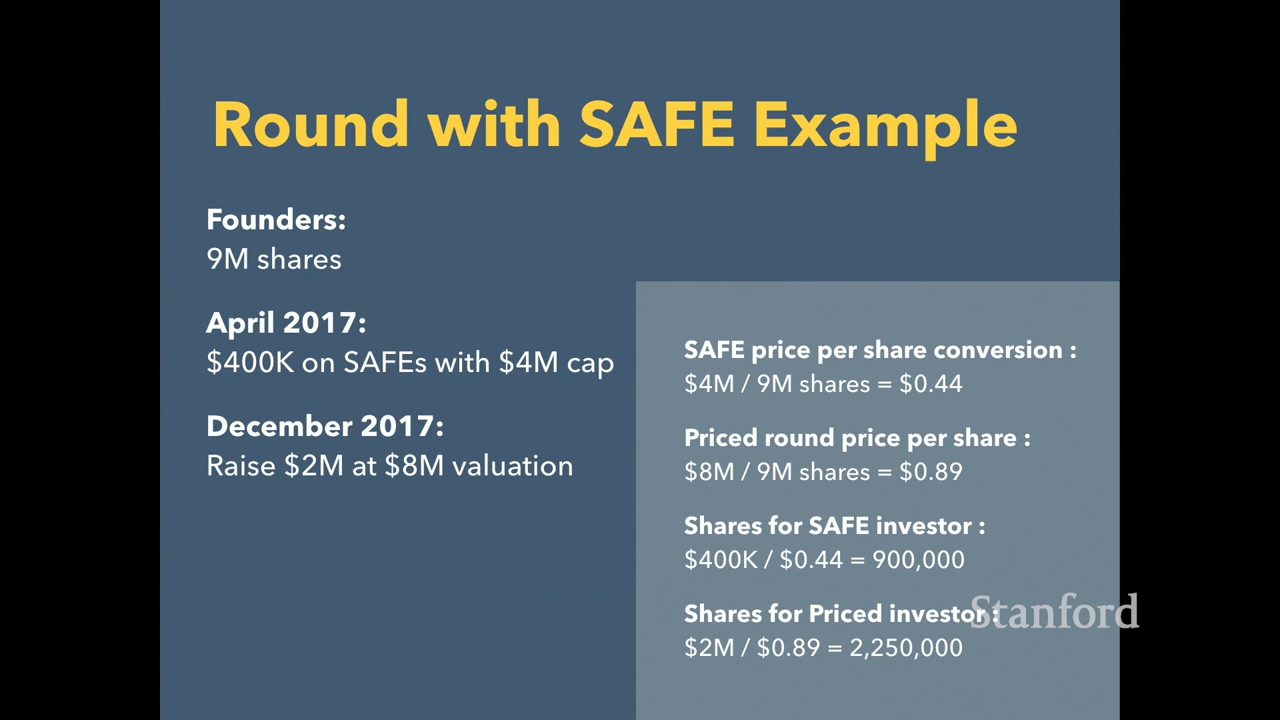 Round with SAFE Example
Founders:
9M shares
April 2017:
$400K on SAFEs with $4M cap
December 2017:
Raise $2M at $8M valuation
SAFE price per share conversion :
$4M / 9M shares = $0.44
Priced round price per share :
$8M / 9M shares = $0.89
Shares for SAFE investor :
$400K / $0.44 = 900,000
Shares for Priced investor :
$2M / $0.89 = 2,250,000
Stanford